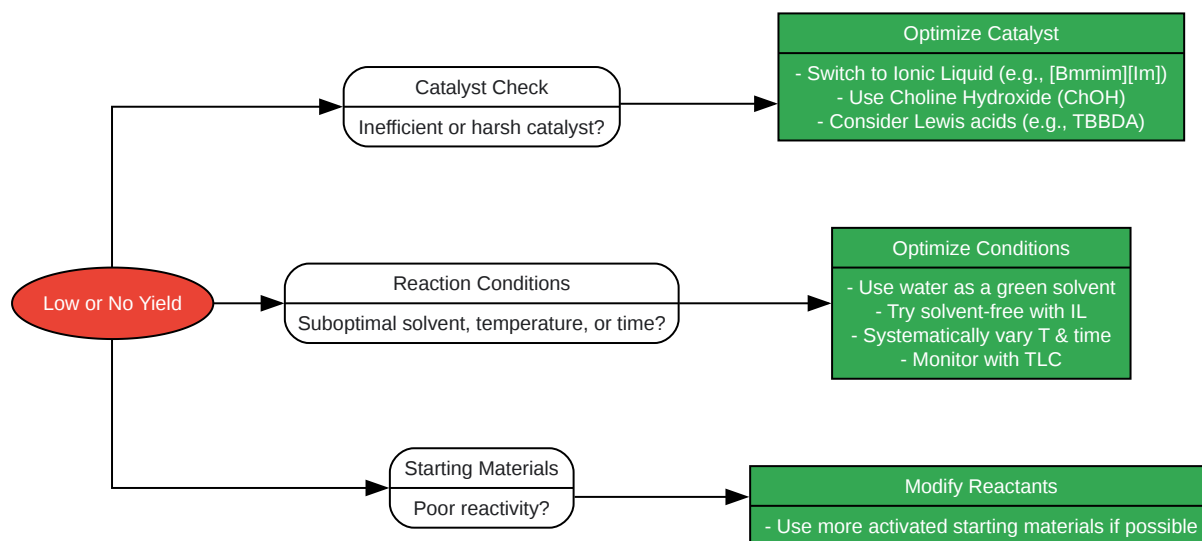 Low or No Yield
Catalyst Check
Inefficient or harsh catalyst?
Optimize Catalyst
- Switch to Ionic Liquid (e.g., [Bmmim][Im])
- Use Choline Hydroxide (ChOH)
- Consider Lewis acids (e.g., TBBDA)
Reaction Conditions
Suboptimal solvent, temperature, or time?
Optimize Conditions
- Use water as a green solvent
- Try solvent-free with IL
- Systematically vary T & time
- Monitor with TLC
Starting Materials
Poor reactivity?
Modify Reactants
- Use more activated starting materials if possible